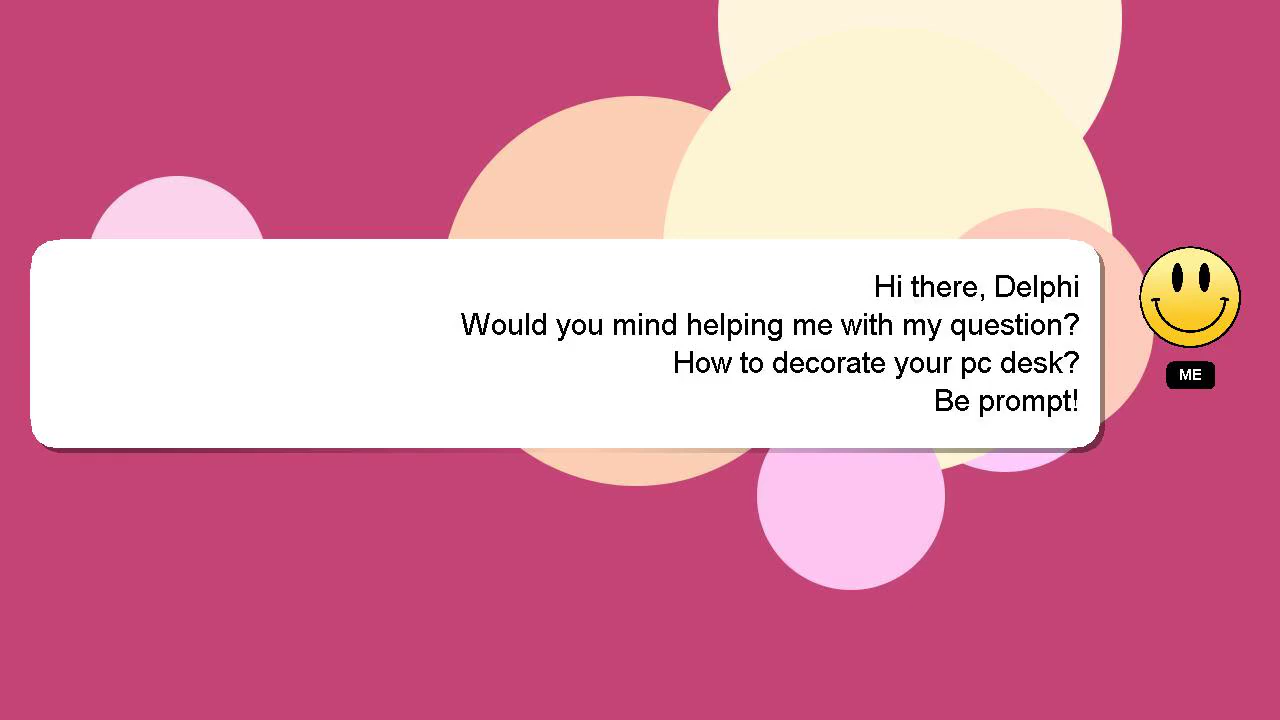 Hi there, Delphi
Would you mind helping me with my question?
How to decorate your pc desk?
Be prompt!
ME